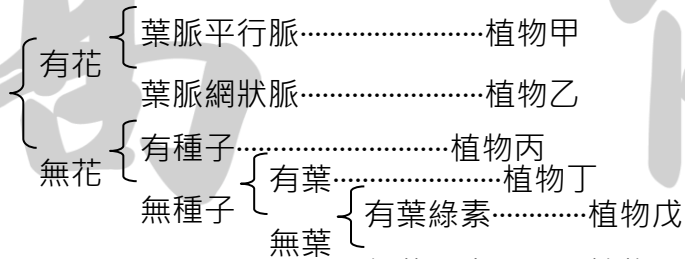 有花
葉脈平行脈························植物甲
葉脈網狀脈························植物乙
無花
有種子····························植物丙
無種子
有葉······················植物丁
無葉
有葉綠素·············植物戊